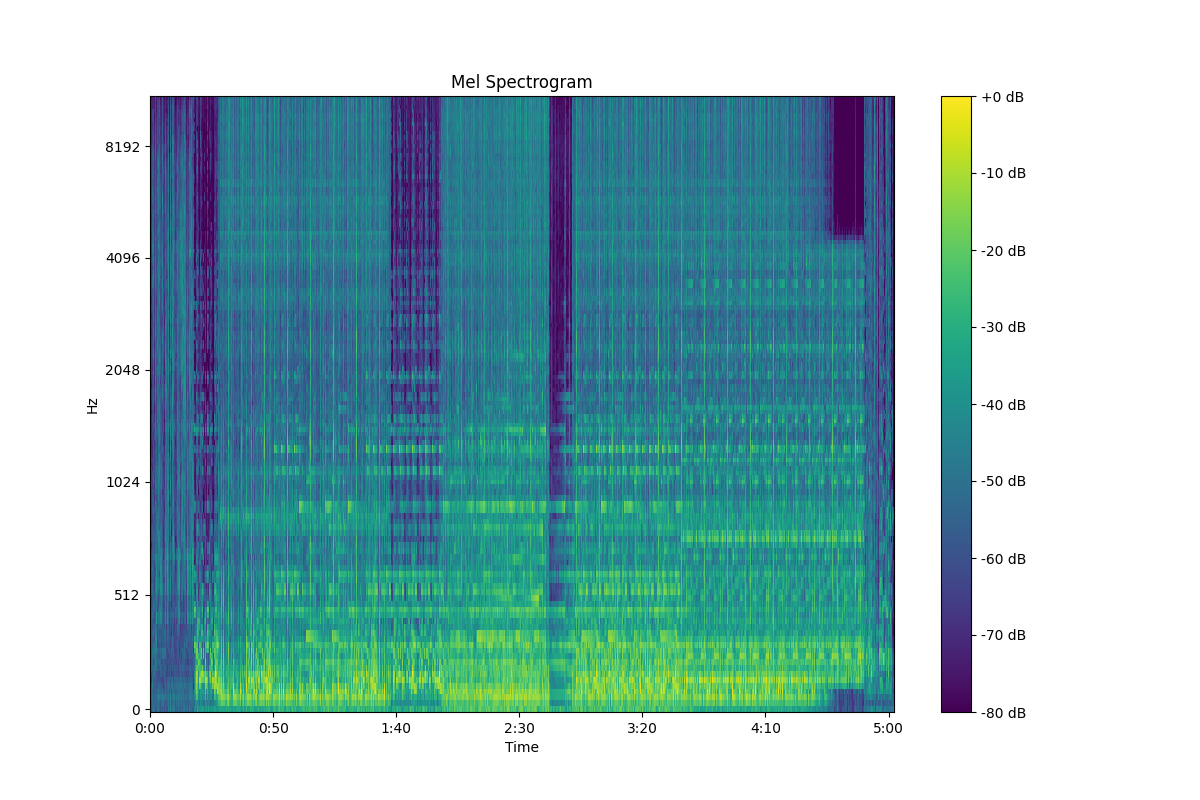 Mel Spectrogram
+0 dB
8192
-10 dB
-20 dB
4096
-30 dB
2048
Hz
-40 dB
1024
-50 dB
-60 dB
512
-70 dB
0
-80 dB
0:00 0:50 1:40 2:30 3:20 4:10 5:00
Time